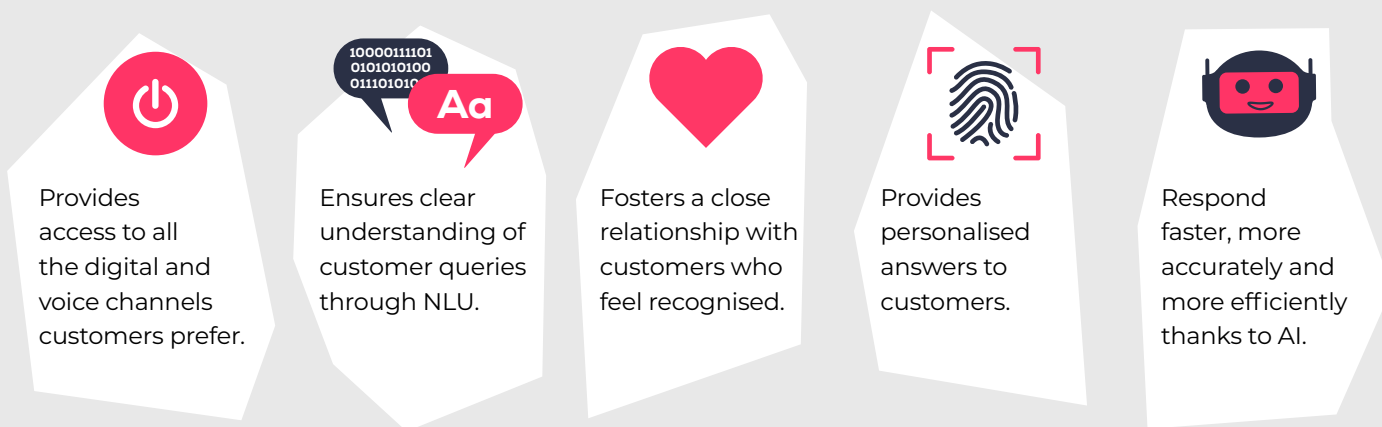 10000111101
0101010100
011101010
Aa
Provides
access to all
the digital and
voice channels
customers prefer.
Ensures clear
understanding of
customer queries
through NLU.
Fosters a close
relationship with
customers who
feel recognised.
Provides
personalised
answers to
customers.
Respond
faster, more
accurately and
more efficiently
thanks to AI.